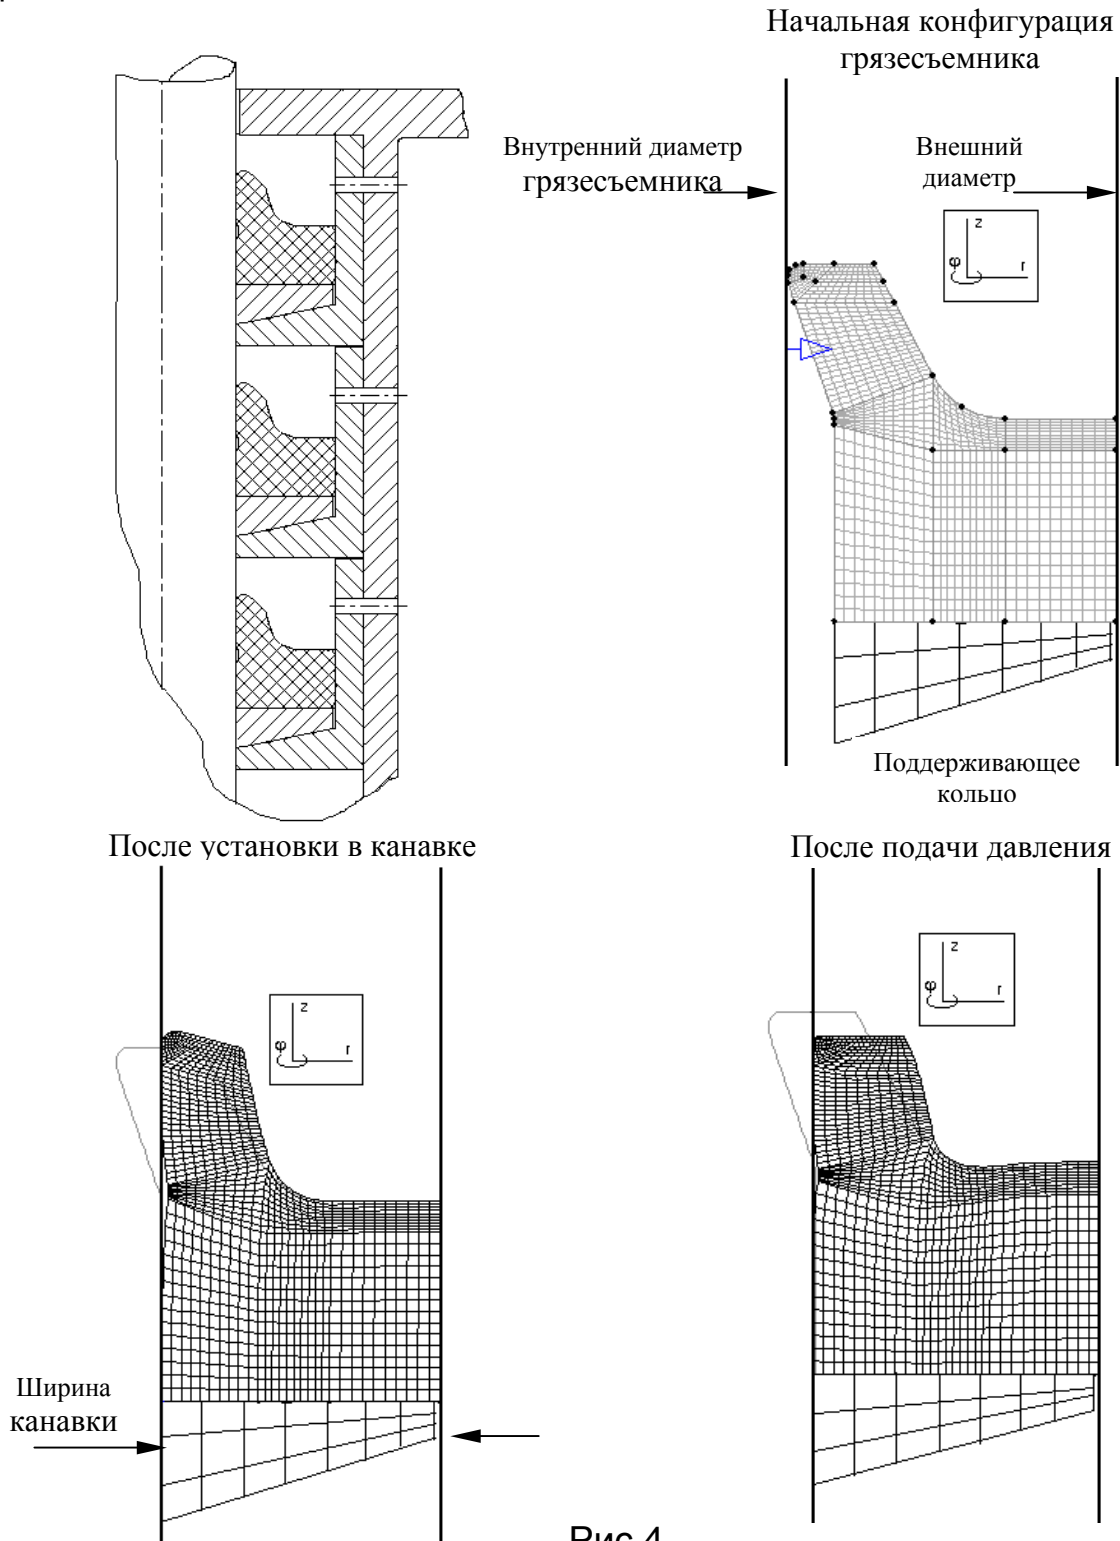 Начальная конфигурация
грязесъемника
Внутренний диаметр
грязесъемника
Внешний
диаметр
z
φ
r
Поддерживающее
кольцо
После установки в канавке
После подачи давления
z
φ
r
z
φ
r
Ширина
канавки
Рис 4